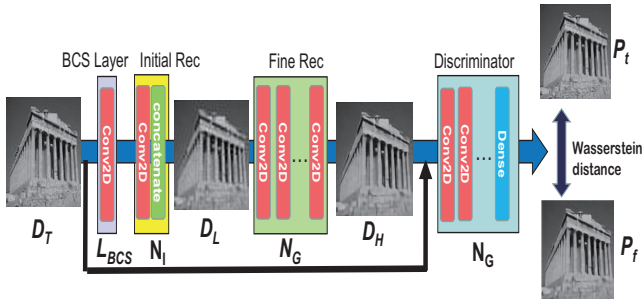 BCS Layer
Initial Rec
Fine Rec
Discriminator
Conv2D
Conv2D
concatenate
Conv2D
Conv2D
...
Conv2D
Conv2D
Conv2D
...
Dense
D_T
L_BCS
N_I
D_L
N_G
D_H
N_G
P_t
Wasserstein
distance
P_f